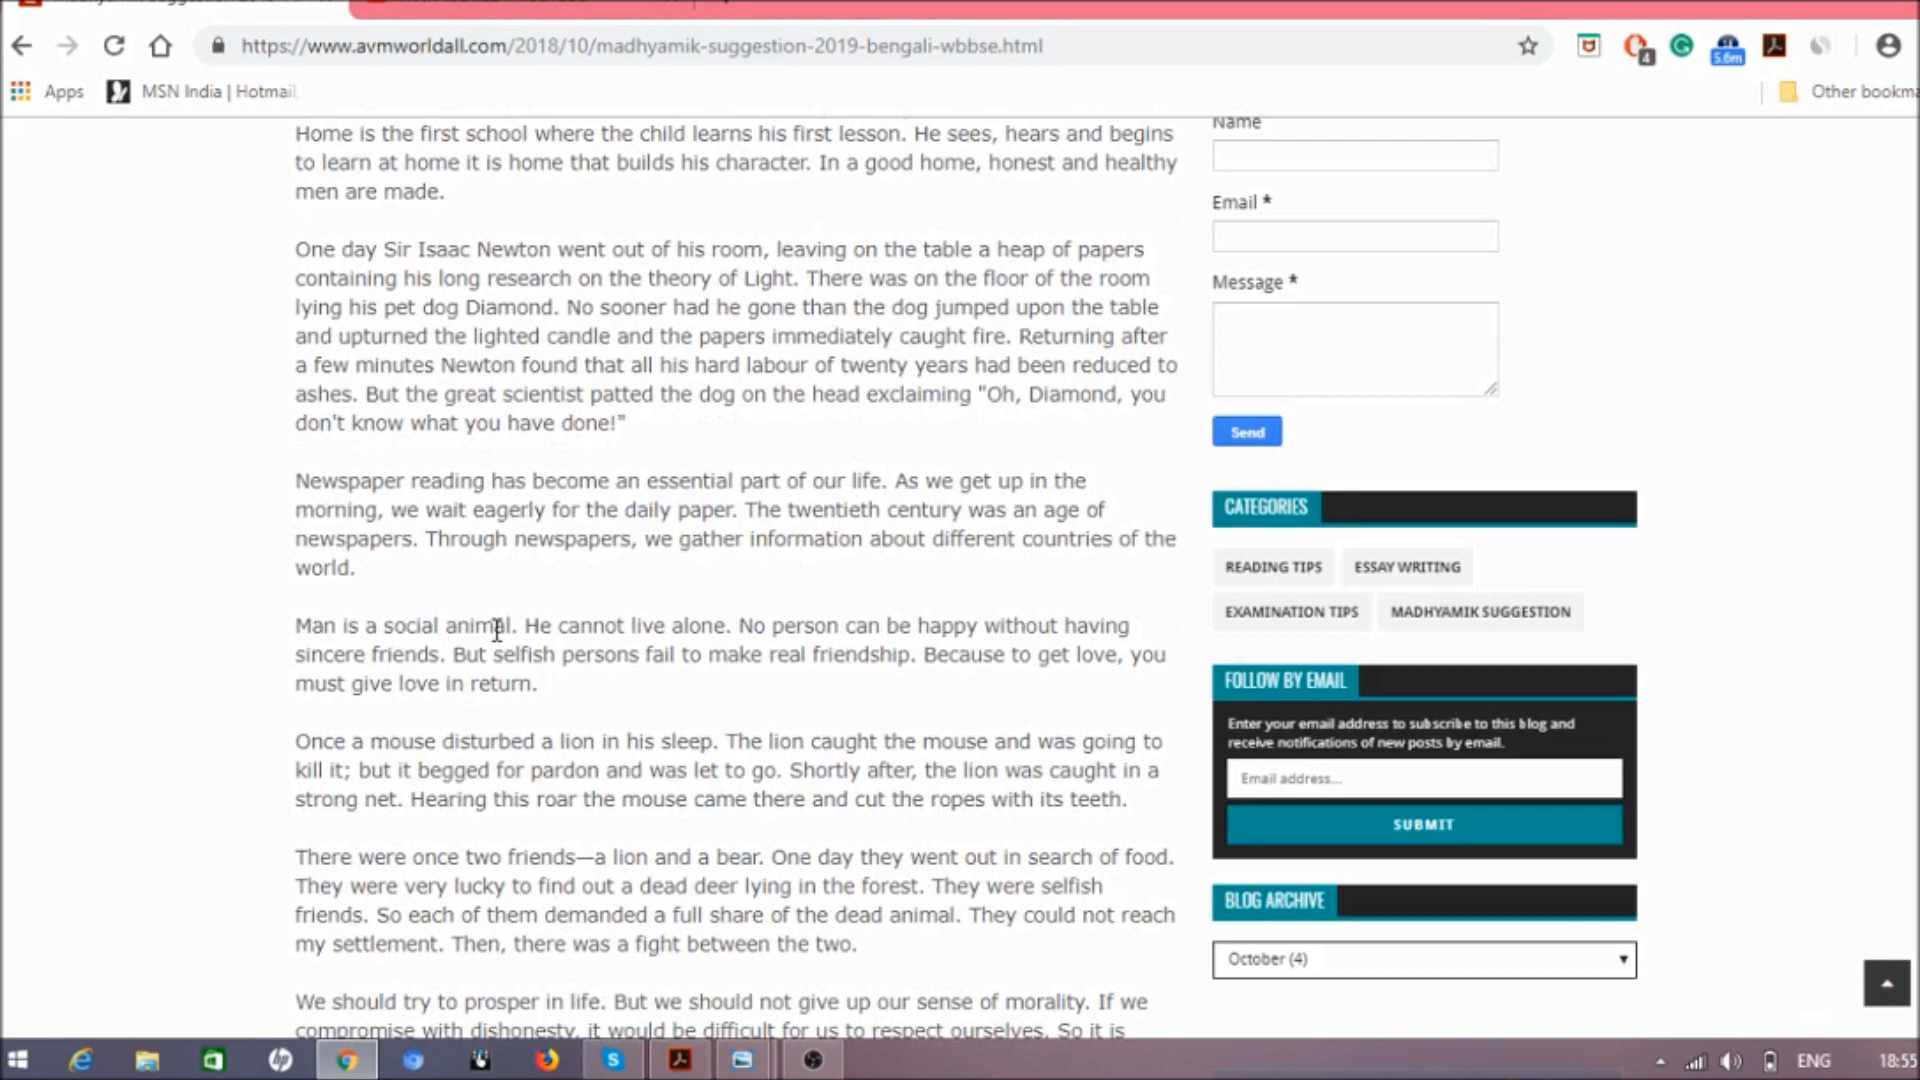 https://www.avmworldall.com/2018/10/madhyamik-suggestion-2019-bengali-wbbse.html
4
5.6m
Apps
MSN India | Hotmail,
Other bookma
Home is the first school where the child learns his first lesson. He sees, hears and begins
to learn at home it is home that builds his character. In a good home, honest and healthy
men are made.
One day Sir Isaac Newton went out of his room, leaving on the table a heap of papers
containing his long research on the theory of Light. There was on the floor of the room
lying his pet dog Diamond. No sooner had he gone than the dog jumped upon the table
and upturned the lighted candle and the papers immediately caught fire. Returning after
a few minutes Newton found that all his hard labour of twenty years had been reduced to
ashes. But the great scientist patted the dog on the head exclaiming "Oh, Diamond, you
don't know what you have done!"
Newspaper reading has become an essential part of our life. As we get up in the
morning, we wait eagerly for the daily paper. The twentieth century was an age of
newspapers. Through newspapers, we gather information about different countries of the
world.
Man is a social animal. He cannot live alone. No person can be happy without having
sincere friends. But selfish persons fail to make real friendship. Because to get love, you
must give love in return.
Once a mouse disturbed a lion in his sleep. The lion caught the mouse and was going to
kill it; but it begged for pardon and was let to go. Shortly after, the lion was caught in a
strong net. Hearing this roar the mouse came there and cut the ropes with its teeth.
There were once two friends—a lion and a bear. One day they went out in search of food.
They were very lucky to find out a dead deer lying in the forest. They were selfish
friends. So each of them demanded a full share of the dead animal. They could not reach
my settlement. Then, there was a fight between the two.
We should try to prosper in life. But we should not give up our sense of morality. If we
compromise with dishonesty, it would be difficult for us to respect ourselves. So it is
Name
Email *
Message *
Send
CATEGORIES
READING TIPS
ESSAY WRITING
EXAMINATION TIPS
MADHYAMIK SUGGESTION
FOLLOW BY EMAIL
Enter your email address to subscribe to this blog and
receive notifications of new posts by email.
Email address...
SUBMIT
BLOG ARCHIVE
October (4)
ENG
18:55